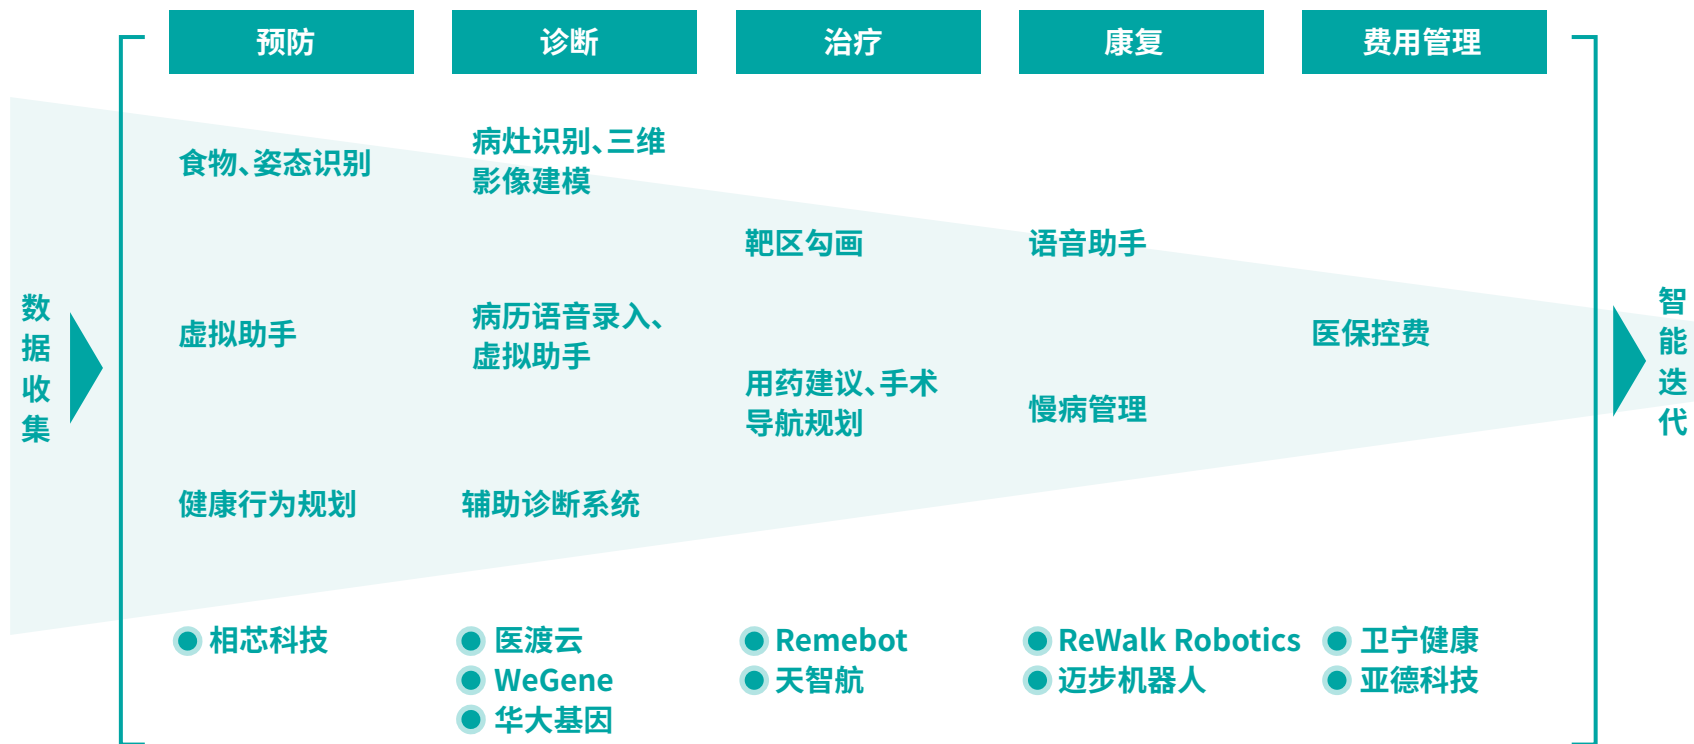 预防
诊断
治疗
康复
费用管理
数据收集
食物、姿态识别
虚拟助手
健康行为规划
病灶识别、三维
影像建模
病历语音录入、
虚拟助手
辅助诊断系统
靶区勾画
用药建议、手术
导航规划
语音助手
慢病管理
医保控费
智能迭代
相芯科技
医渡云
WeGene
华大基因
Remebot
天智航
ReWalk Robotics
迈步机器人
卫宁健康
亚德科技